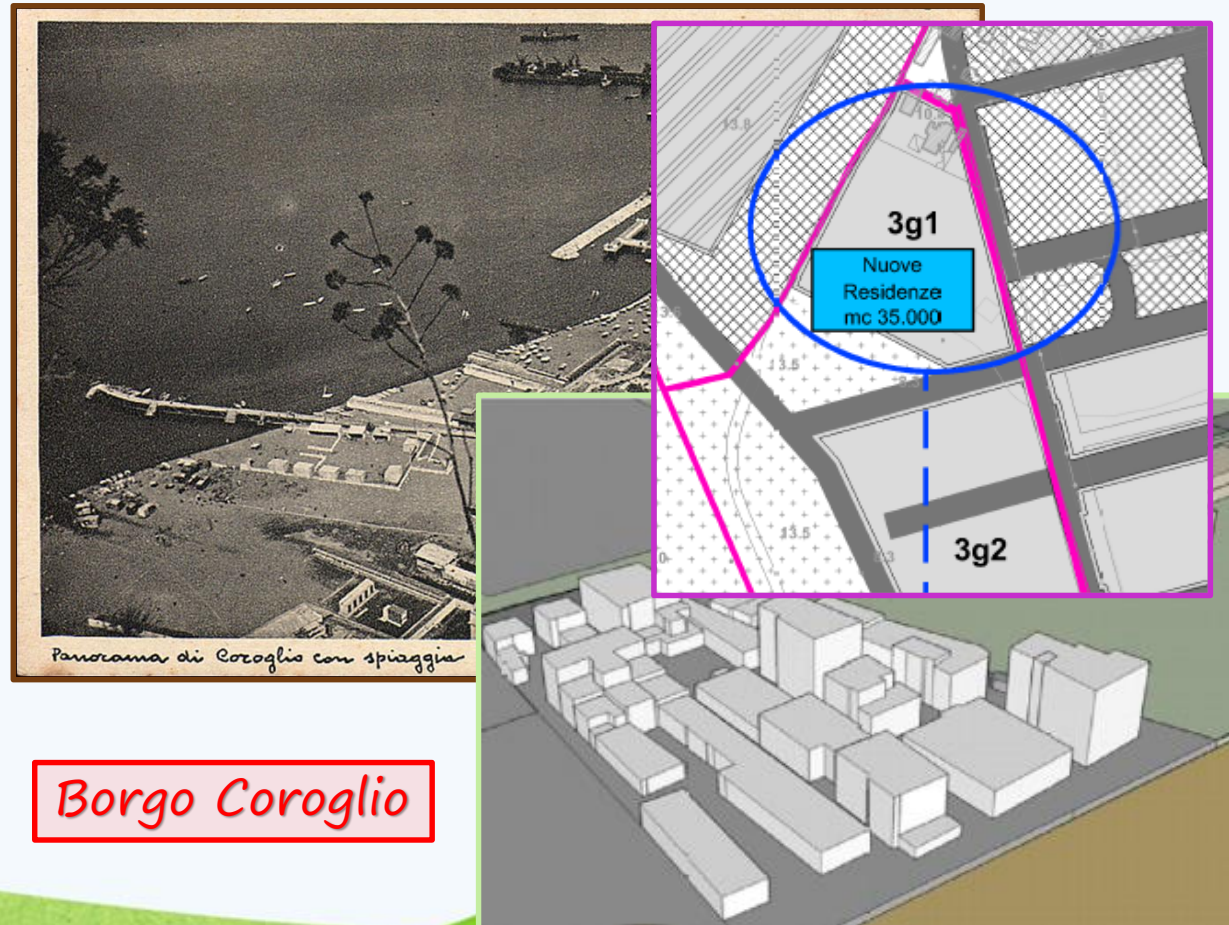 Panorama di Coroglio con spiaggia
13.8
10.
3g1
Nuove
Residenze
mc 35.000
13.5
13.5
3g2
Borgo Coroglio